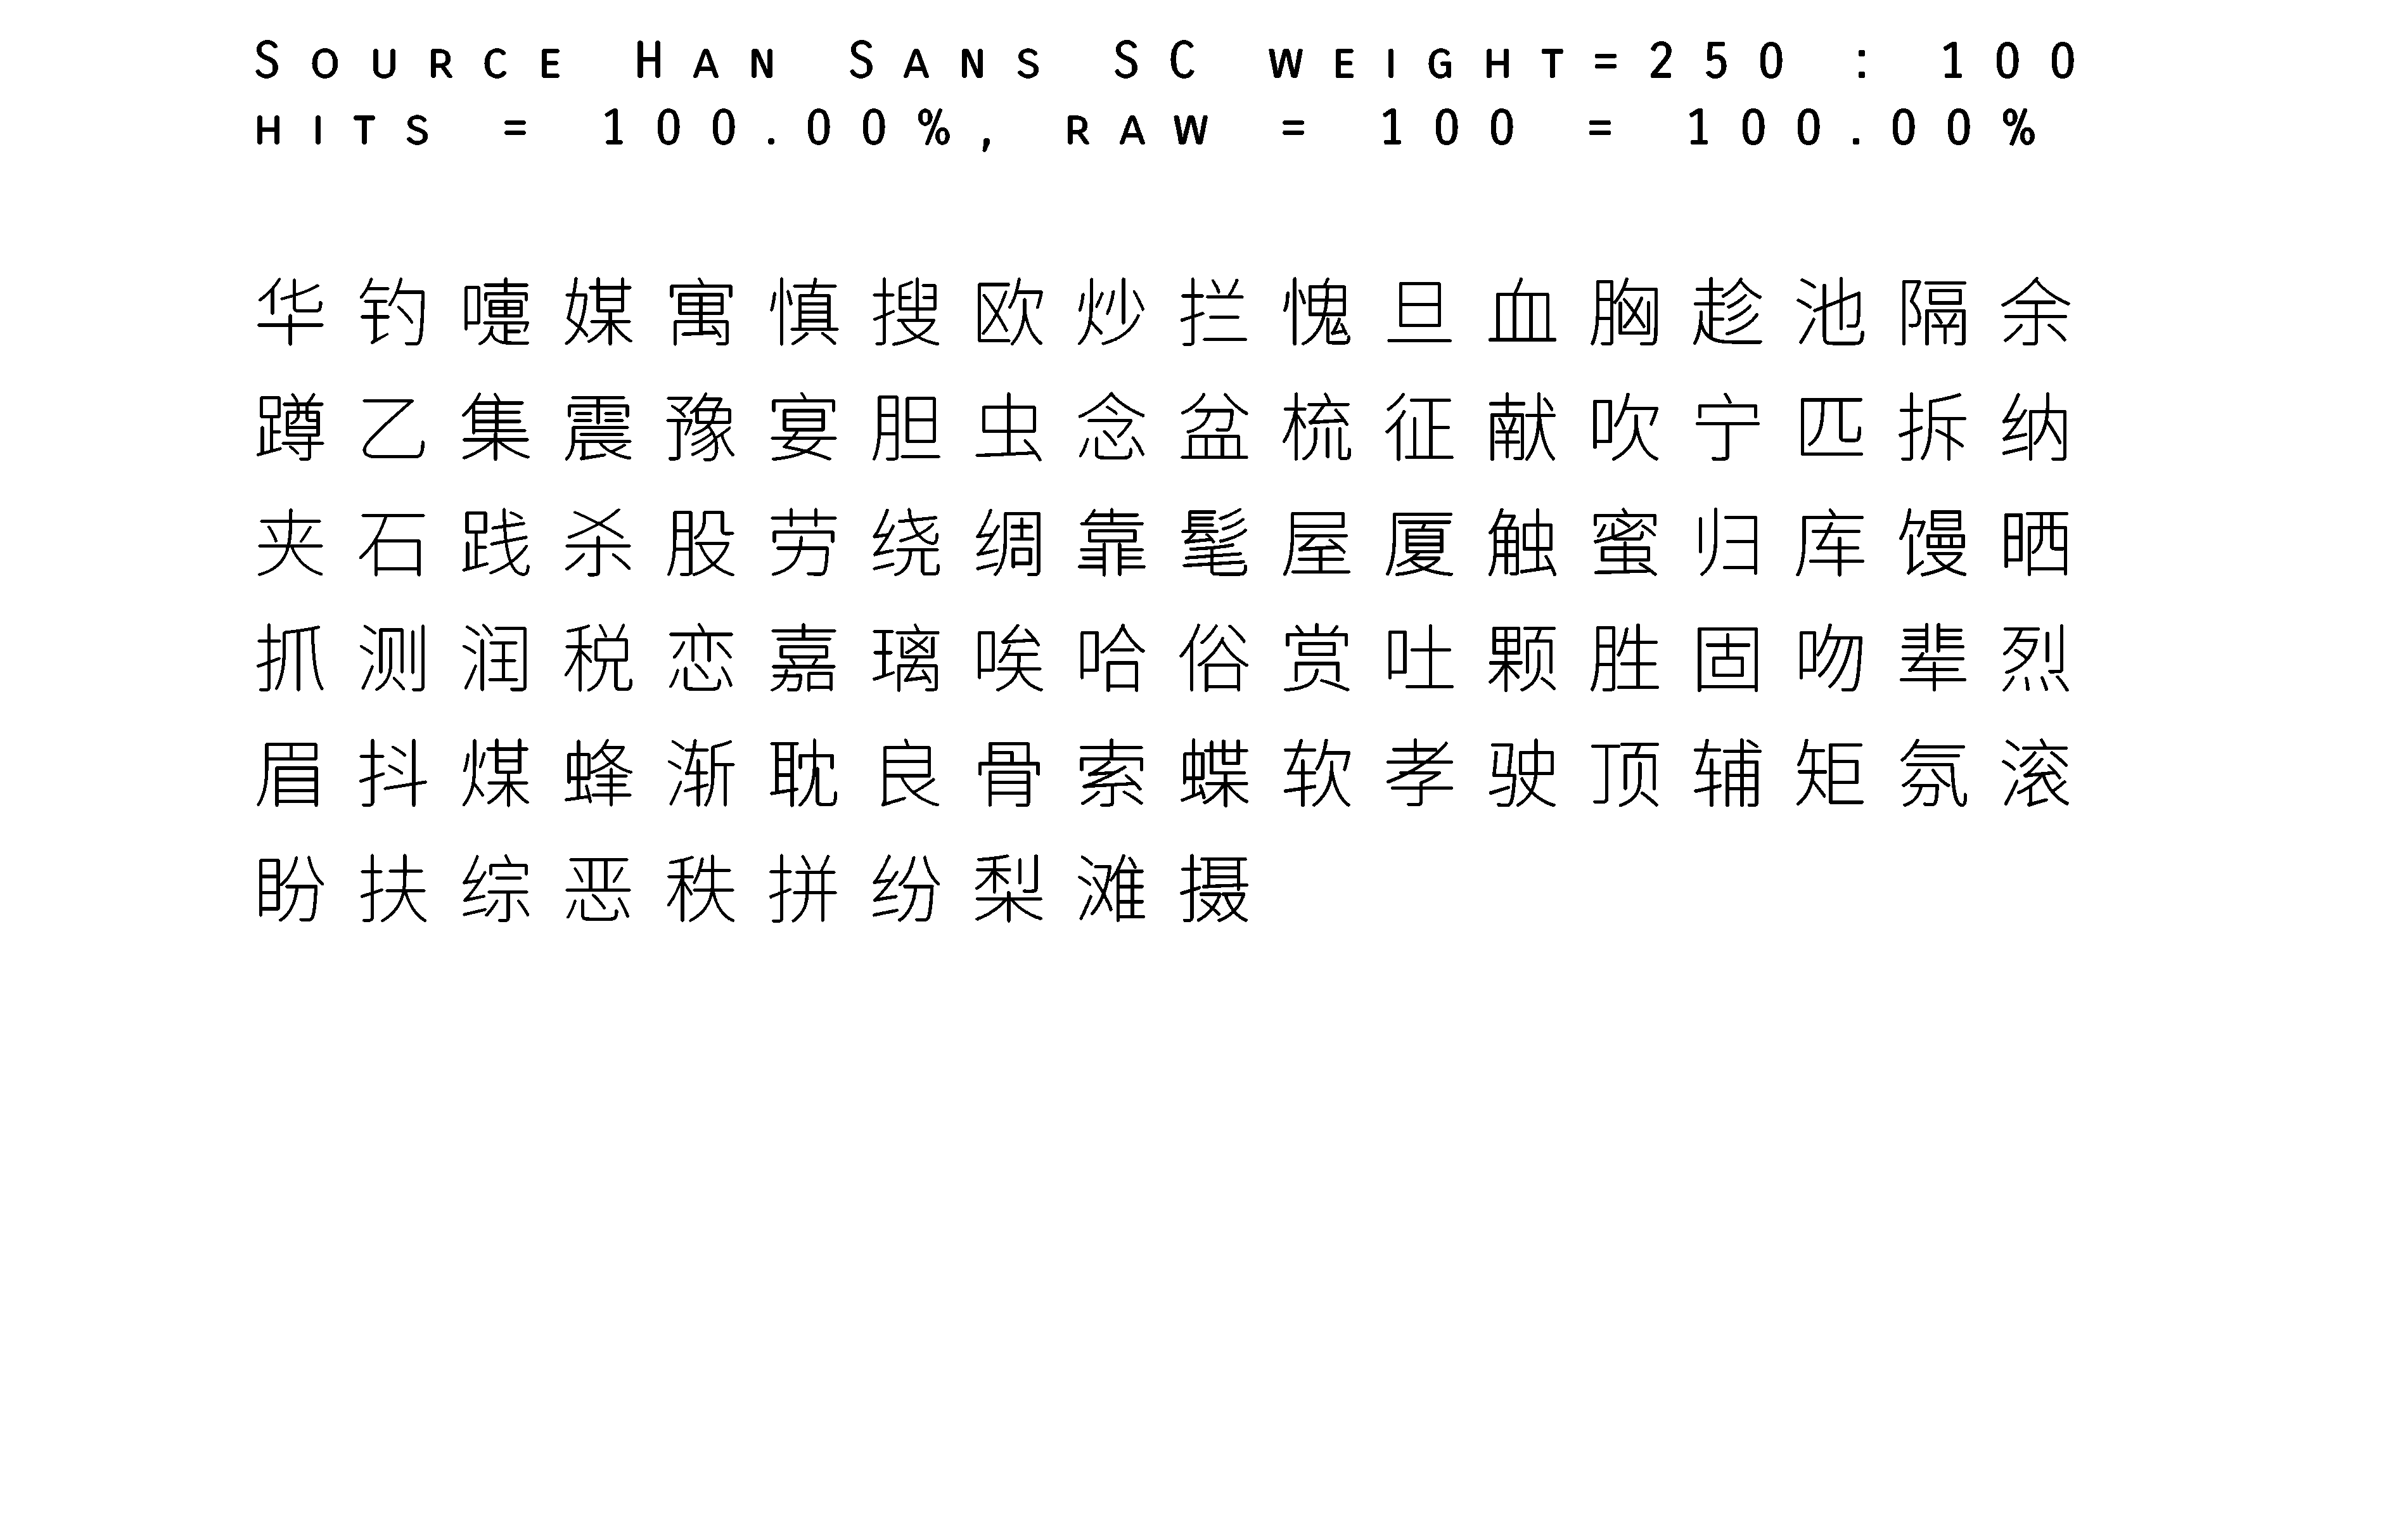 Source Han Sans SC weight=250 : 100
hits = 100.00%, raw = 100 = 100.00%
华钓嚏媒寓慎搜欧炒拦愧旦血胸趁池隔余
蹲乙集震豫宴胆虫念盆梳征献吹宁匹拆纳
夹石践杀股劳绕绸靠髦屋厦触蜜归库馒晒
抓测润税恋嘉璃唉哈俗赏吐颗胜固吻辈烈
眉抖煤蜂渐耽良骨索蝶软孝驶顶辅矩氛滚
盼扶综恶秩拼纷梨滩摄